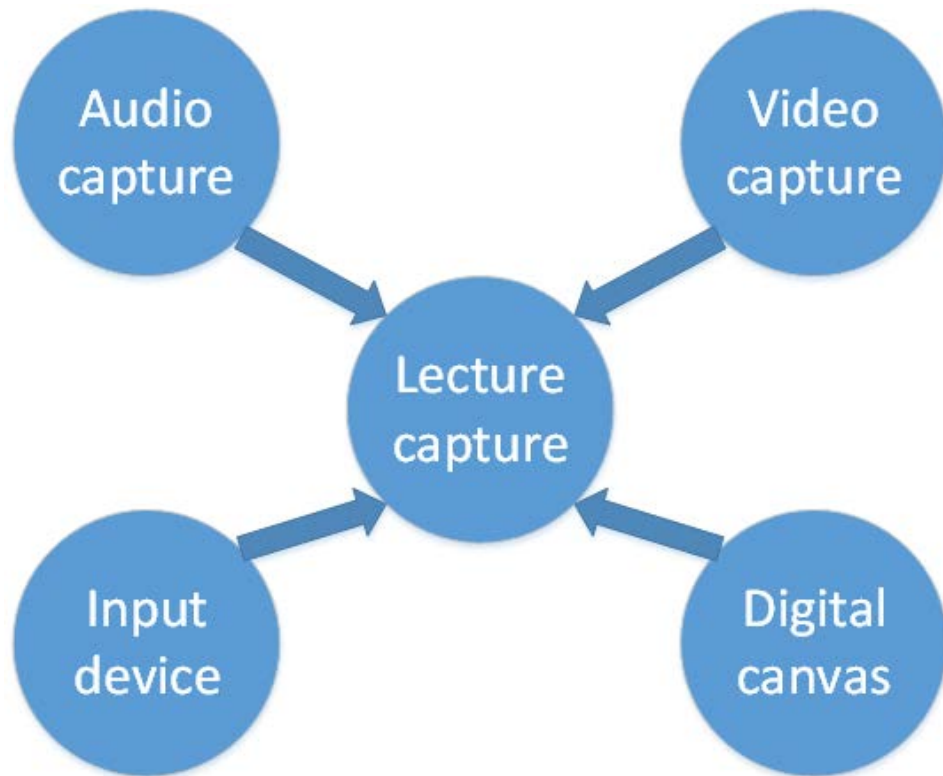 Audio
capture
Video
capture
Lecture
capture
Input
device
Digital
canvas